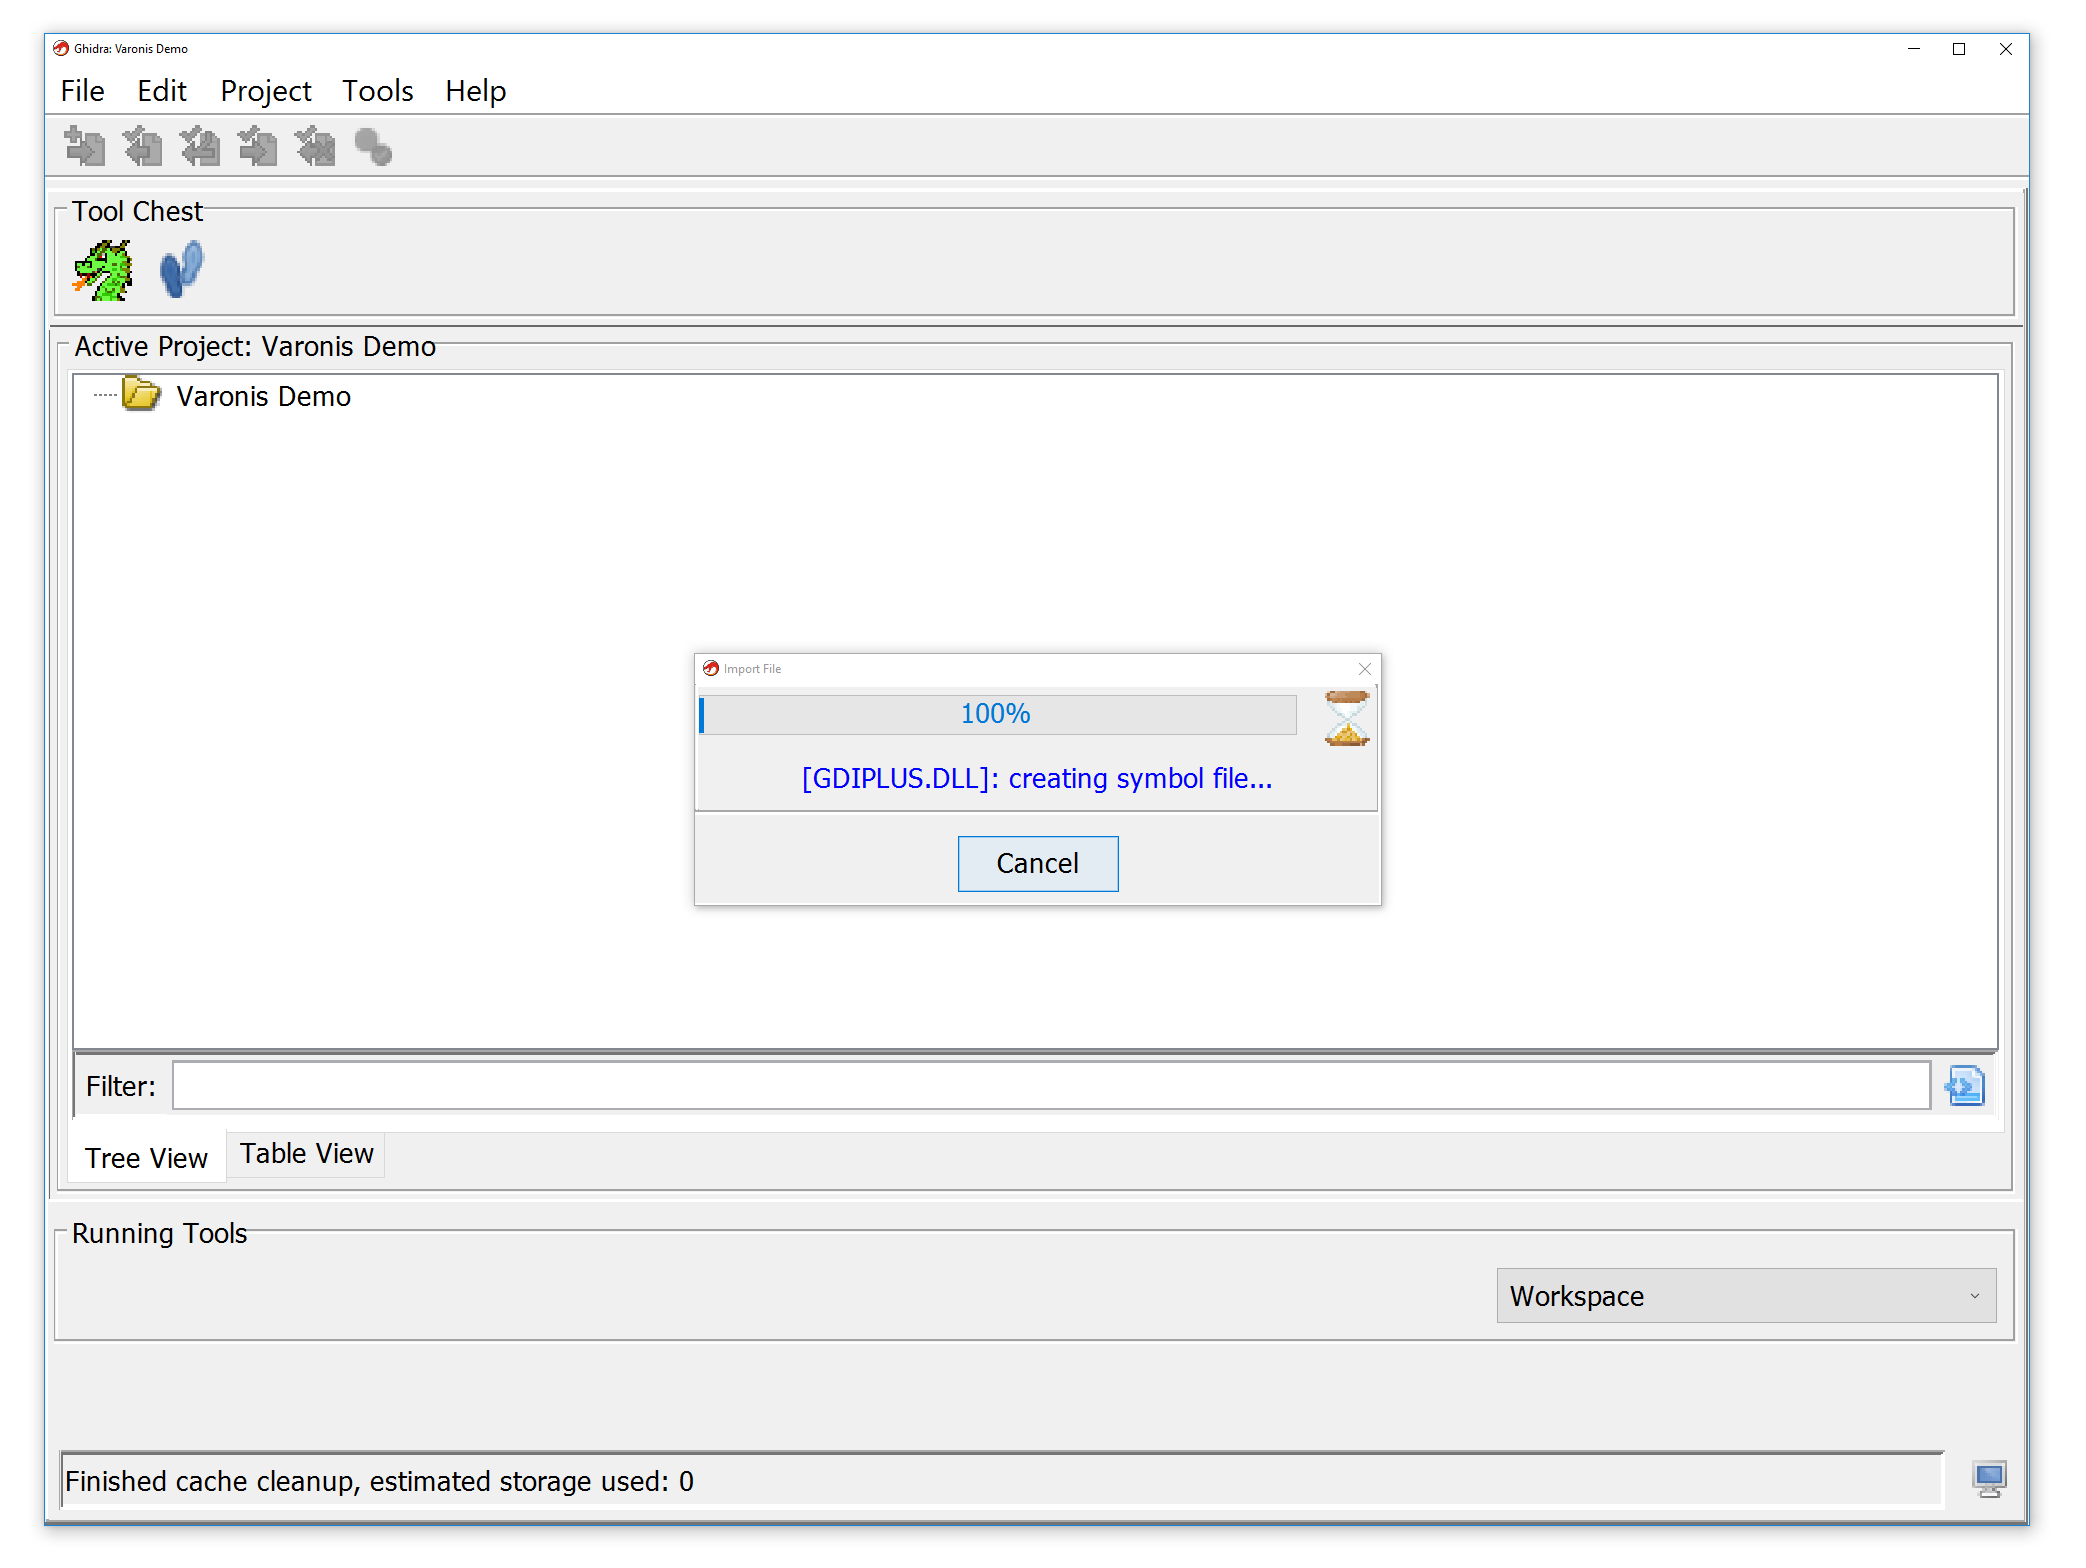 Ghidra: Varonis Demo
File Edit Project Tools Help
Tool Chest
Active Project: Varonis Demo
Varonis Demo
Import File
100%
[GDIPLUS.DLL]: creating symbol file...
Cancel
Filter:
Tree View Table View
Running Tools
Workspace
Finished cache cleanup, estimated storage used: 0